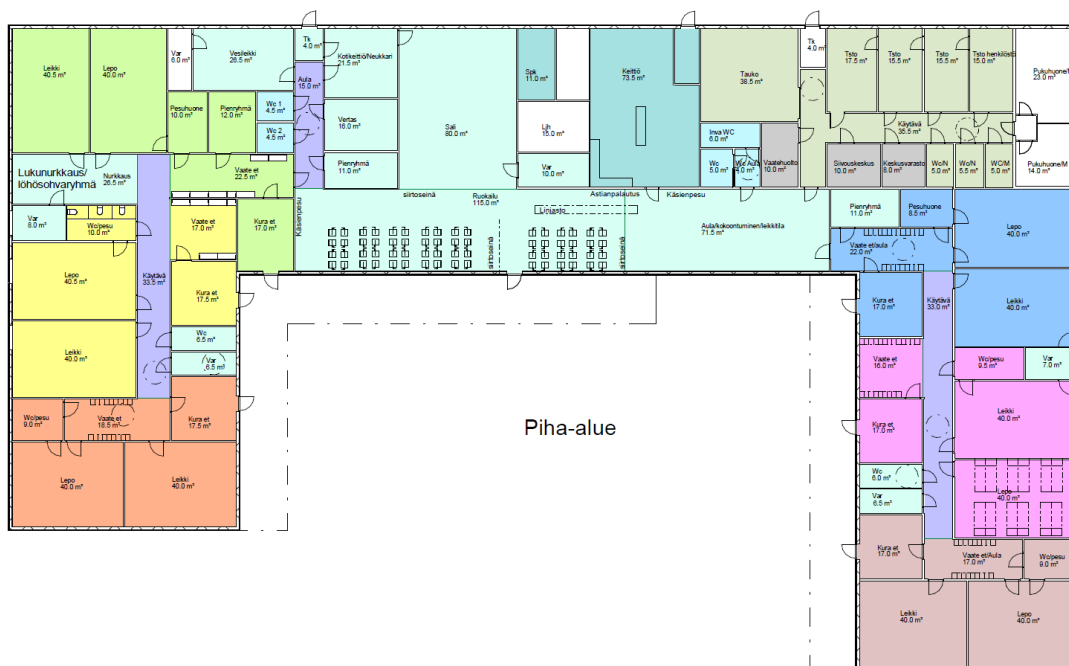 Leikki
40.5 m²
Lepo
40.0 m²
Var
6.0 m²
Vesileikki
26.5 m²
Tk
4.0 m²
Kotikeittiö/Neukkari
21.5 m²
Aula
15.0 m²
Pesuhuone
10.0 m²
Pienryhmä
12.0 m²
Wc 1
4.5 m²
Wc 2
4.5 m²
Vertas
16.0 m²
Pienryhmä
11.0 m²
Sali
80.0 m²
Spk
11.0 m²
Ljh
15.0 m²
Var
10.0 m²
Keittiö
73.5 m²
Tauko
38.5 m²
Tk
4.0 m²
Tsto
17.5 m²
Tsto
15.5 m²
Tsto
15.5 m²
Tsto henkilöstö
15.0 m²
Pukuhuone/N
23.0 m²
Inva WC
6.0 m²
Wc
5.0 m²
Wc Aula
4.0 m²
Vaatehuolto
10.0 m²
Käytävä
35.5 m²
Siivouskeskus
10.0 m²
Keskusvarasto
8.0 m²
Wc/N
5.0 m²
Wc/N
5.5 m²
WC/M
5.0 m²
Pukuhuone/M
14.0 m²
Lukunurkkaus/
löhösohvaryhmä
Nurkkaus
26.5 m²
Vaate et
22.5 m²
siirtoseinä
Ruokailu
115.0 m²
Astianpalautus
Käsienpesu
Käsienpesu
Linjasto
siirtoseinä
siirtoseinä
Aula/kokoontuminen/leikkitila
71.5 m²
Var
8.0 m²
Wc/pesu
10.0 m²
Vaate et
17.0 m²
Kura et
17.0 m²
Pienryhmä
11.0 m²
Pesuhuone
8.5 m²
Lepo
40.0 m²
Vaate et/aula
22.0 m²
Lepo
40.5 m²
Käytävä
33.5 m²
Kura et
17.5 m²
Kura et
17.0 m²
Käytävä
33.0 m²
Leikki
40.0 m²
Leikki
40.0 m²
Wc
6.5 m²
Var
6.5 m²
Vaate et
16.0 m²
Wc/pesu
9.5 m²
Var
7.0 m²
Wc/pesu
9.0 m²
Vaate et
18.5 m²
Kura et
17.5 m²
Kura et
17.0 m²
Leikki
40.0 m²
Piha-alue
Lepo
40.0 m²
Leikki
40.0 m²
Wc
6.0 m²
Var
6.5 m²
Lepo
40.0 m²
Kura et
17.0 m²
Vaate et/Aula
17.0 m²
Wc/pesu
9.0 m²
Leikki
40.0 m²
Lepo
40.0 m²